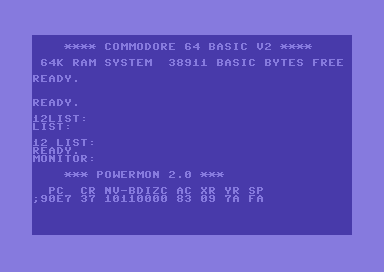 **** COMMODORE 64 BASIC V2 ****
64K RAM SYSTEM  38911 BASIC BYTES FREE
READY.
READY.
12LIST:
LIST:
12 LIST:
READY.
MONITOR:
*** POWERMON 2.0 ***
PC  CR NV-BDIZC AC XR YR SP
;90E7 37 10110000 83 09 7A FA